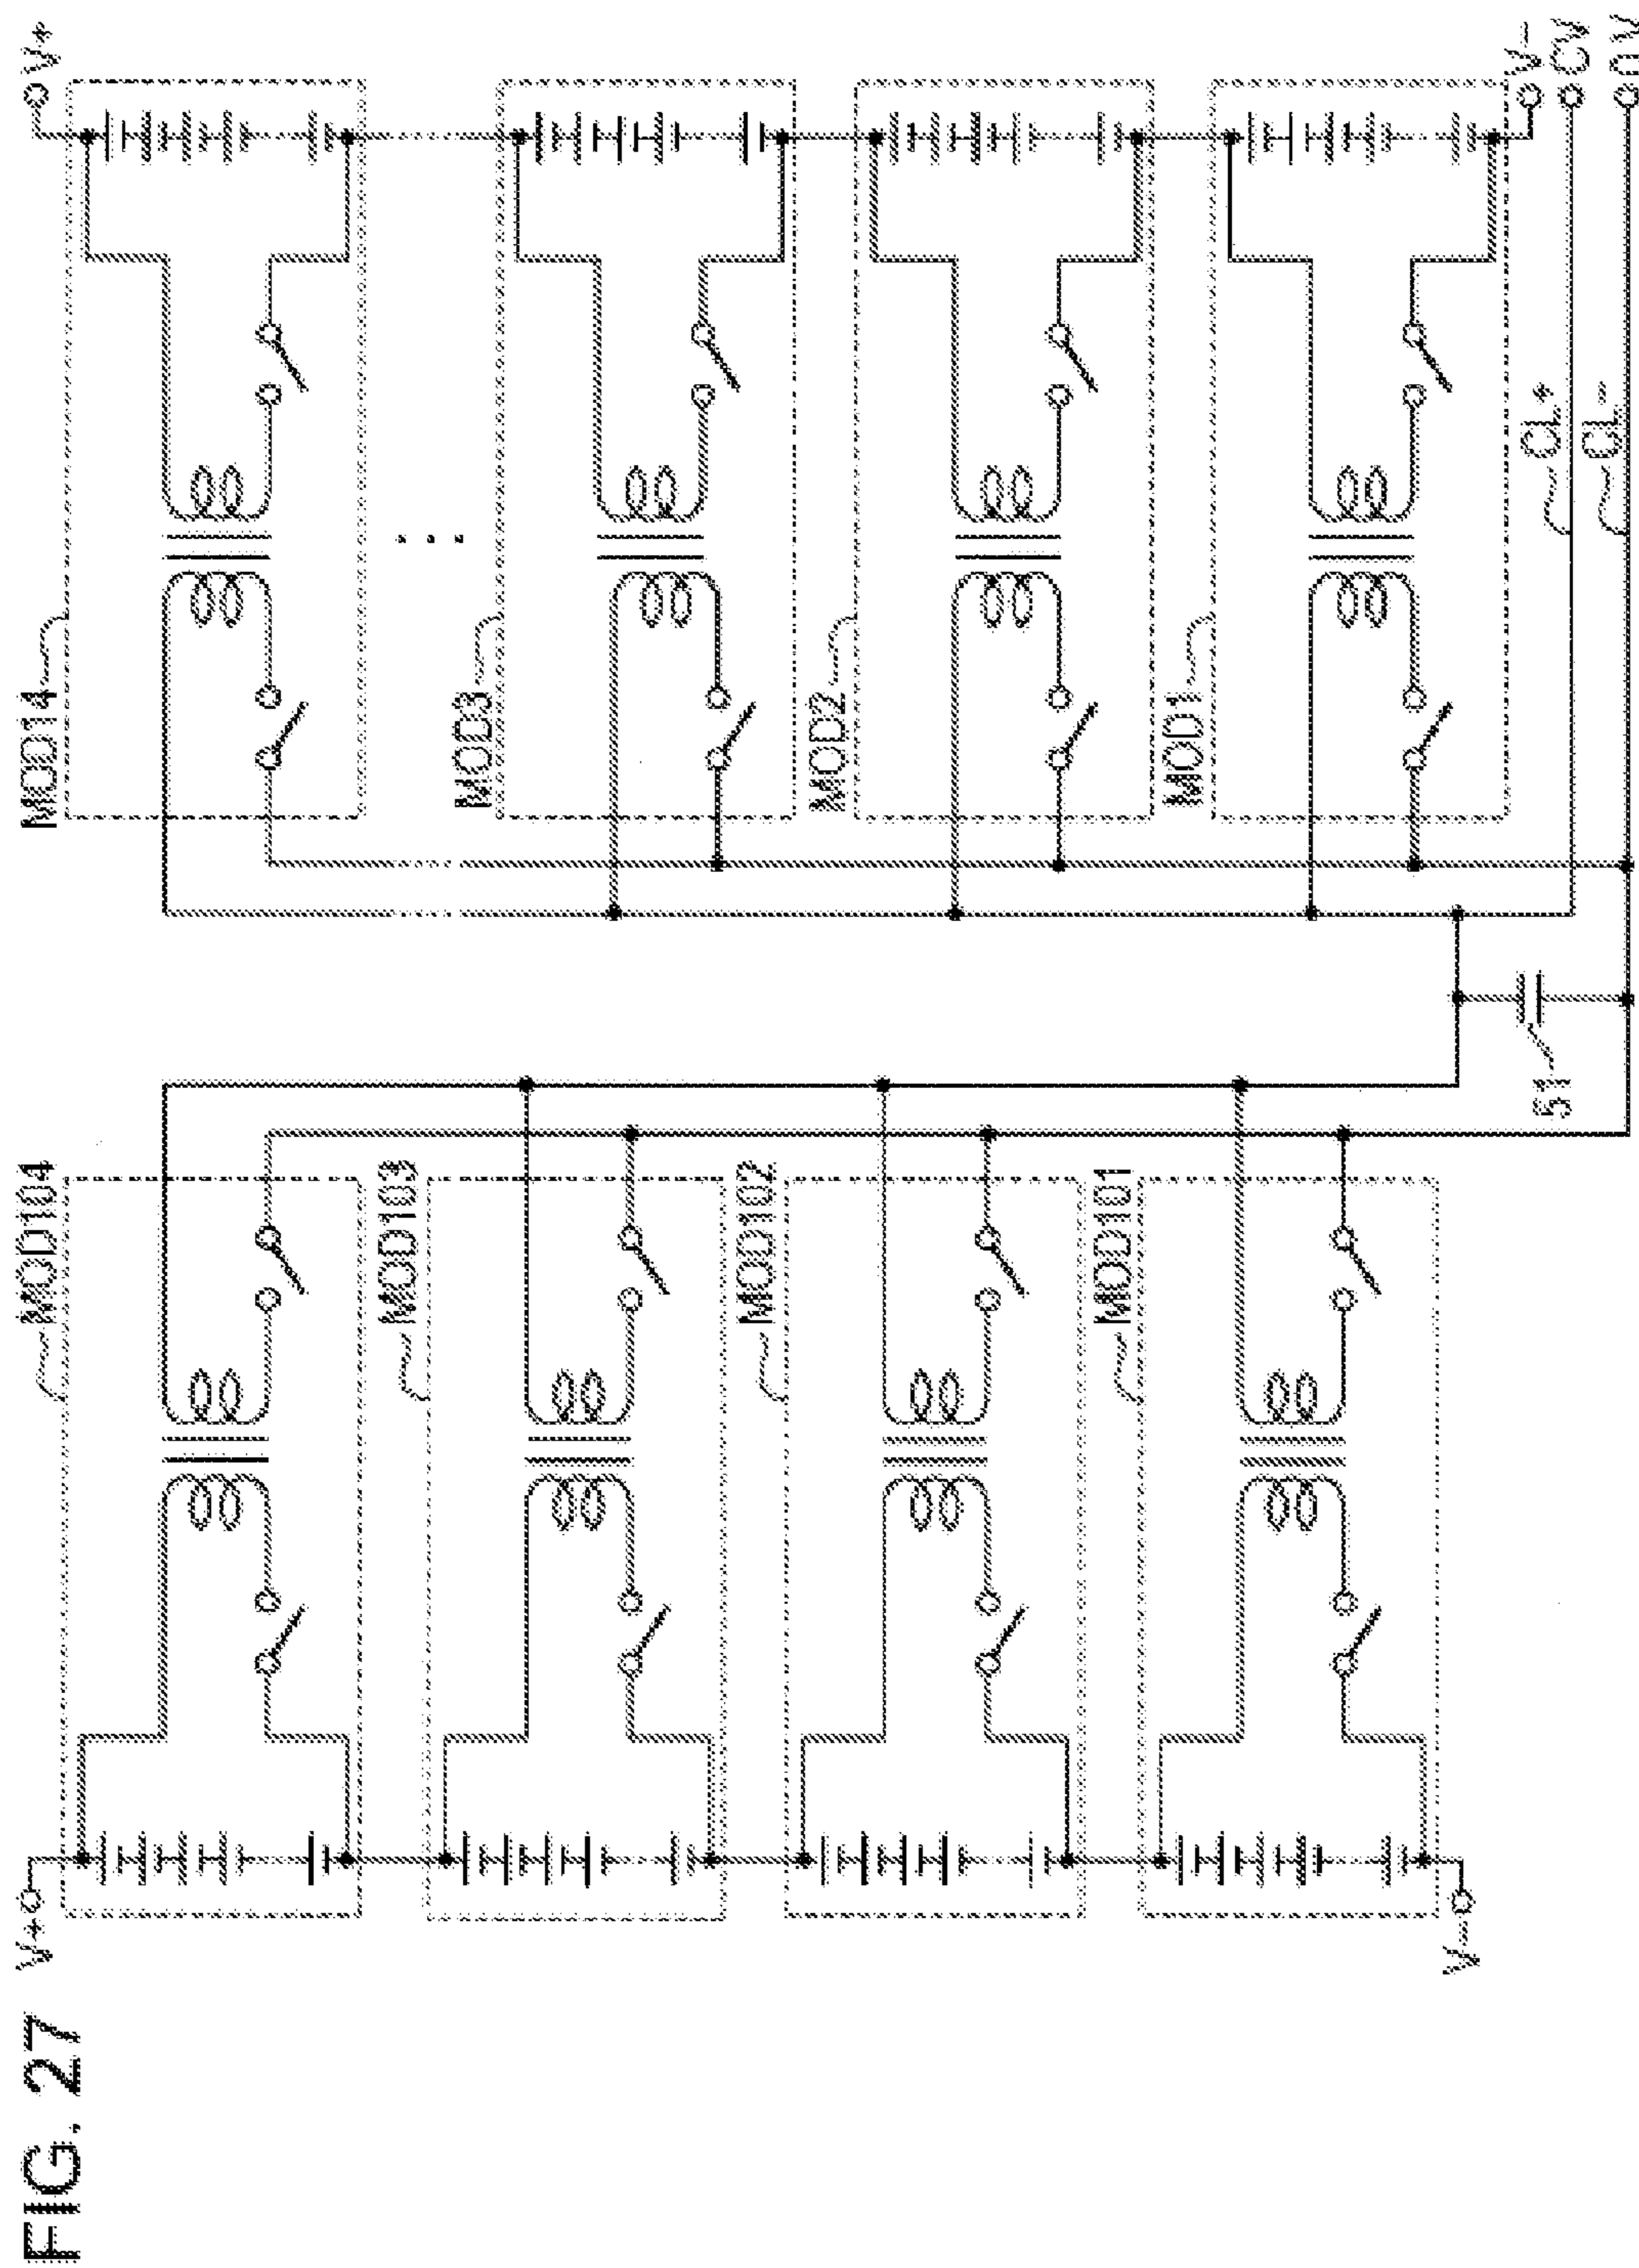 FIG. 27
V+
V-
MOD104
MOD103
MOD102
MOD101
51
MOD14
MOD3
MOD2
MOD1
...
CL+
CL-
V+
V-
CV
0V